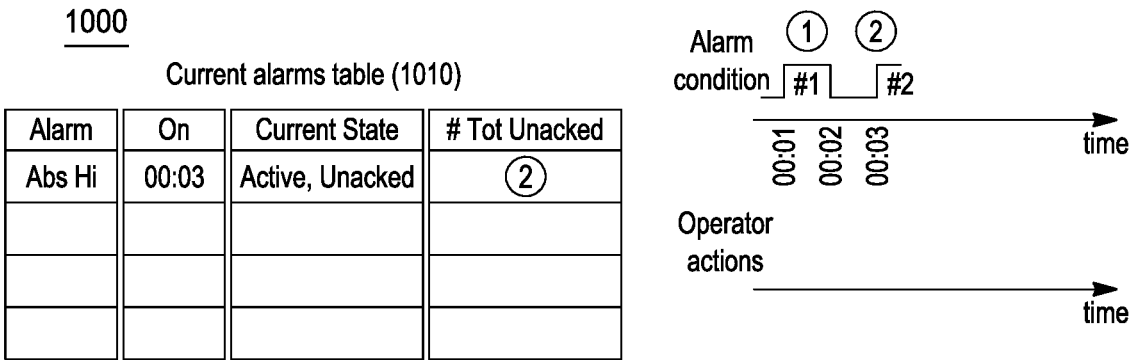 1000
Current alarms table (1010)
Alarm On Current State # Tot Unacked
Abs Hi 00:03 Active, Unacked 2
Alarm
condition
1 2
#1 #2
00:01 00:02 00:03
time
Operator
actions
time